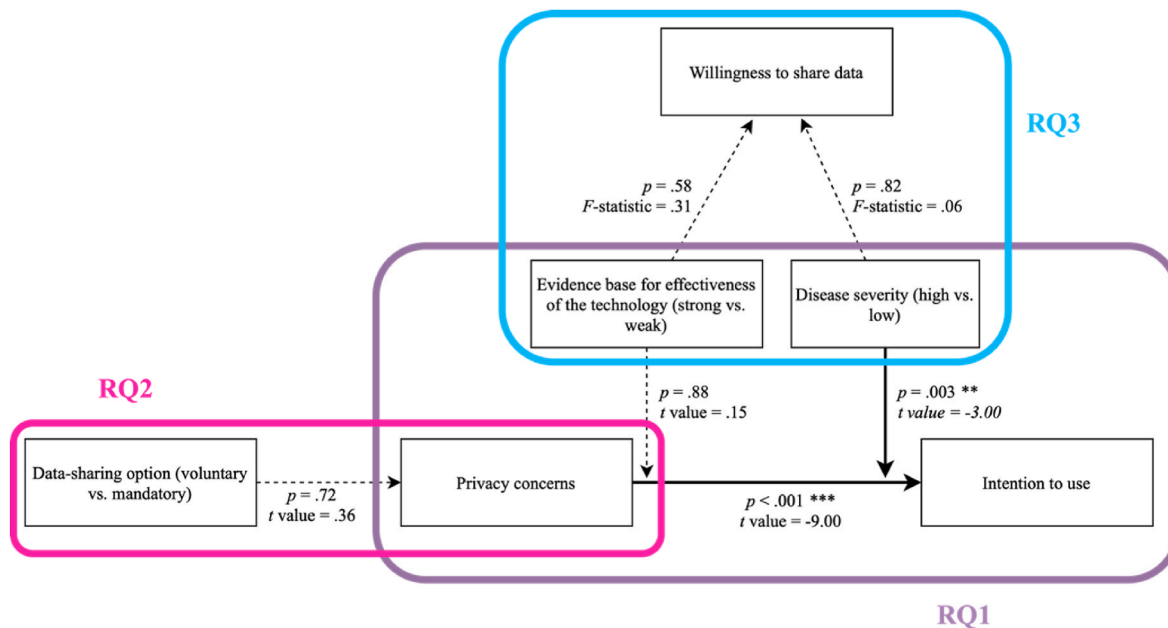 Willingness to share data
RQ3
p = .58
F-statistic = .31
p = .82
F-statistic = .06
Evidence base for effectiveness
of the technology (strong vs.
weak)
Disease severity (high vs.
low)
RQ2
p = .88
t value = .15
p = .003 **
t value = -3.00
Data-sharing option (voluntary
vs. mandatory)
p = .72
t value = .36
Privacy concerns
p < .001 ***
t value = -9.00
Intention to use
RQ1